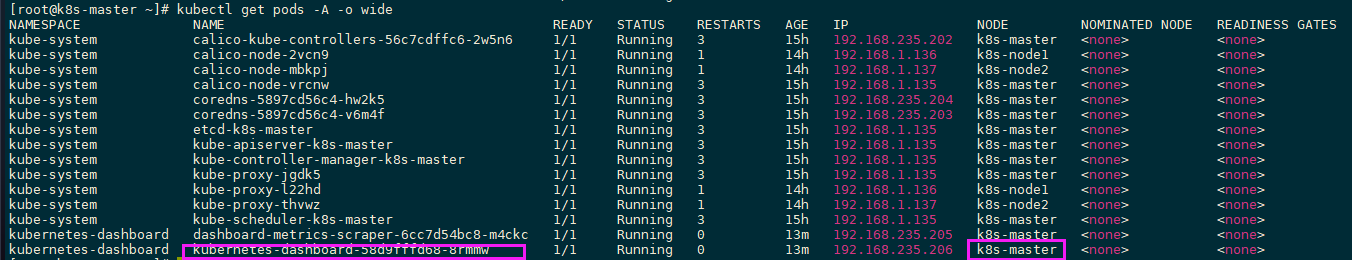 [root@k8s-master ~]# kubectl get pods -A -o wide
NAMESPACE NAME READY STATUS RESTARTS AGE IP NODE NOMINATED NODE READINESS GATES
kube-system calico-kube-controllers-56c7cdffc6-2w5n6 1/1 Running 3 15h 192.168.235.202 k8s-master <none> <none>
kube-system calico-node-2vcn9 1/1 Running 1 14h 192.168.1.136 k8s-node1 <none> <none>
kube-system calico-node-mbkpj 1/1 Running 1 14h 192.168.1.137 k8s-node2 <none> <none>
kube-system calico-node-vrcnw 1/1 Running 3 15h 192.168.1.135 k8s-master <none> <none>
kube-system coredns-5897cd56c4-hw2k5 1/1 Running 3 15h 192.168.235.204 k8s-master <none> <none>
kube-system coredns-5897cd56c4-v6m4f 1/1 Running 3 15h 192.168.235.203 k8s-master <none> <none>
kube-system etcd-k8s-master 1/1 Running 3 15h 192.168.1.135 k8s-master <none> <none>
kube-system kube-apiserver-k8s-master 1/1 Running 3 15h 192.168.1.135 k8s-master <none> <none>
kube-system kube-controller-manager-k8s-master 1/1 Running 3 15h 192.168.1.135 k8s-master <none> <none>
kube-system kube-proxy-jgdk5 1/1 Running 3 15h 192.168.1.135 k8s-master <none> <none>
kube-system kube-proxy-l22hd 1/1 Running 1 14h 192.168.1.136 k8s-node1 <none> <none>
kube-system kube-proxy-thvwz 1/1 Running 1 14h 192.168.1.137 k8s-node2 <none> <none>
kube-system kube-scheduler-k8s-master 1/1 Running 3 15h 192.168.1.135 k8s-master <none> <none>
kubernetes-dashboard dashboard-metrics-scraper-6cc7d54bc8-m4ckc 1/1 Running 0 13m 192.168.235.205 k8s-master <none> <none>
kubernetes-dashboard kubernetes-dashboard-58d9fffd68-8rmmw 1/1 Running 0 13m 192.168.235.206 k8s-master <none> <none>